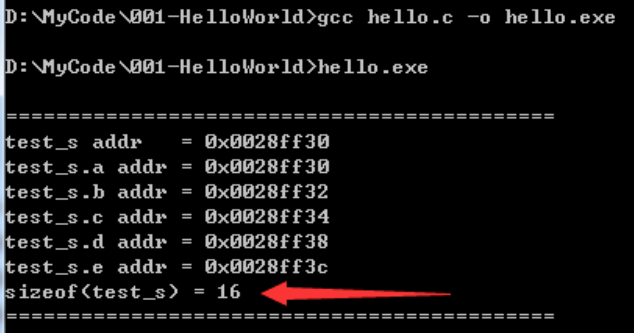 D:\MyCode\001-HelloWorld>gcc hello.c -o hello.exe
D:\MyCode\001-HelloWorld>hello.exe
============================================
test_s addr   = 0x0028ff30
test_s.a addr = 0x0028ff30
test_s.b addr = 0x0028ff32
test_s.c addr = 0x0028ff34
test_s.d addr = 0x0028ff38
test_s.e addr = 0x0028ff3c
sizeof(test_s) = 16
============================================